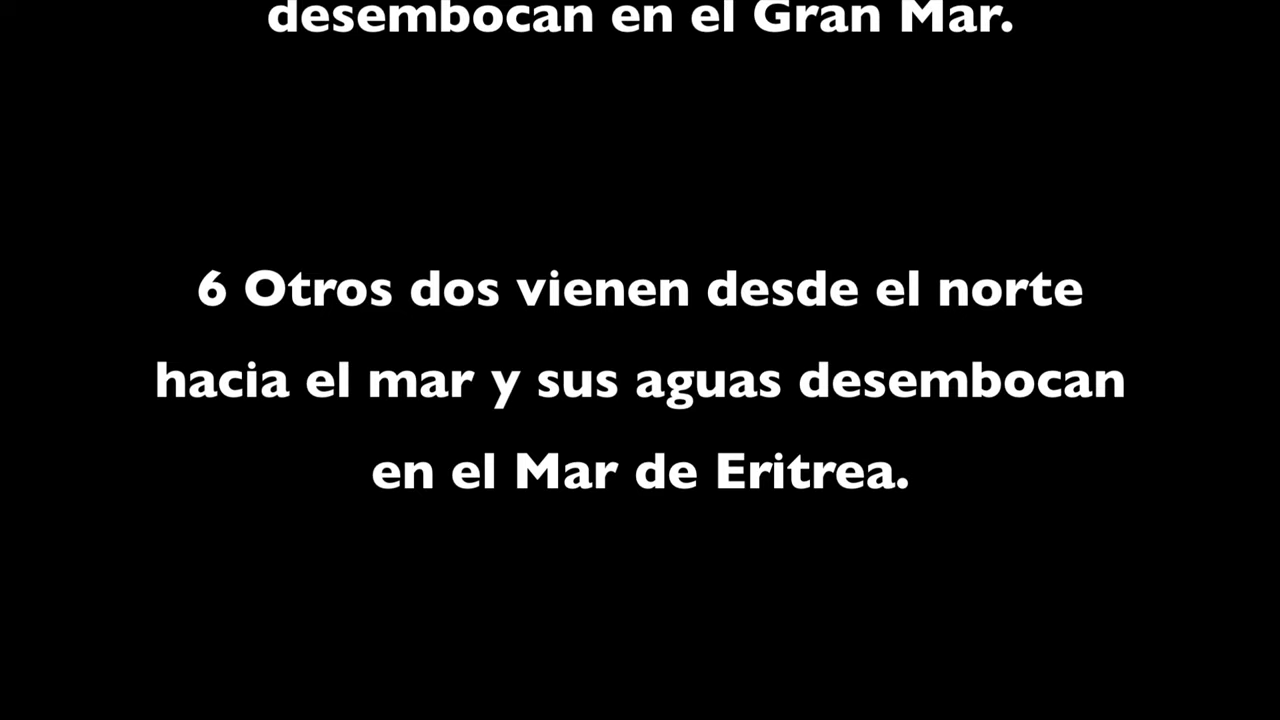 desembocan en el Gran Mar.
6 Otros dos vienen desde el norte
hacia el mar y sus aguas desembocan
en el Mar de Eritrea.